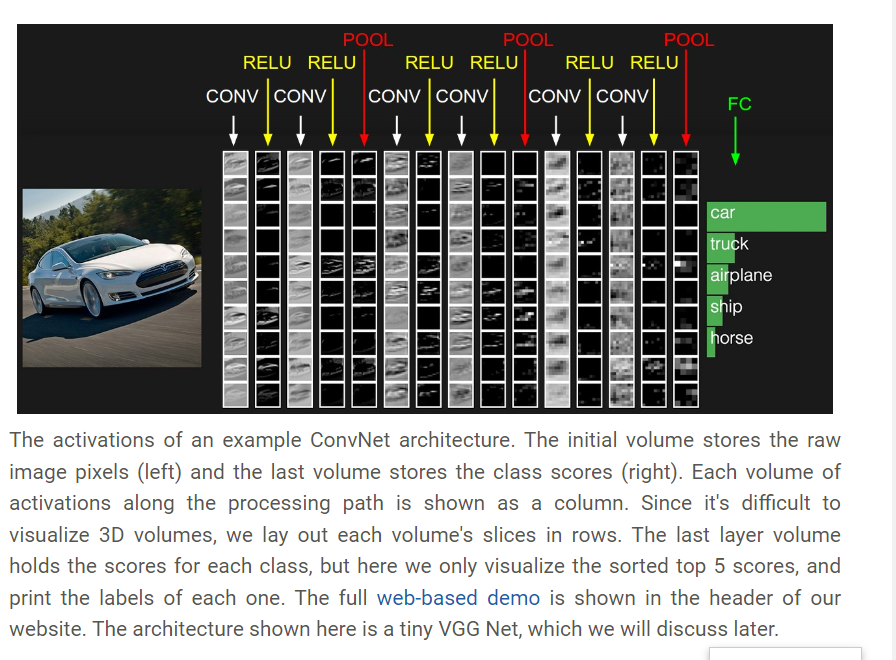 POOL POOL POOL
RELU RELU RELU RELU RELU RELU
CONV CONV CONV CONV CONV CONV
FC
car
truck
airplane
ship
horse
The activations of an example ConvNet architecture. The initial volume stores the raw
image pixels (left) and the last volume stores the class scores (right). Each volume of
activations along the processing path is shown as a column. Since it's difficult to
visualize 3D volumes, we lay out each volume's slices in rows. The last layer volume
holds the scores for each class, but here we only visualize the sorted top 5 scores, and
print the labels of each one. The full web-based demo is shown in the header of our
website. The architecture shown here is a tiny VGG Net, which we will discuss later.